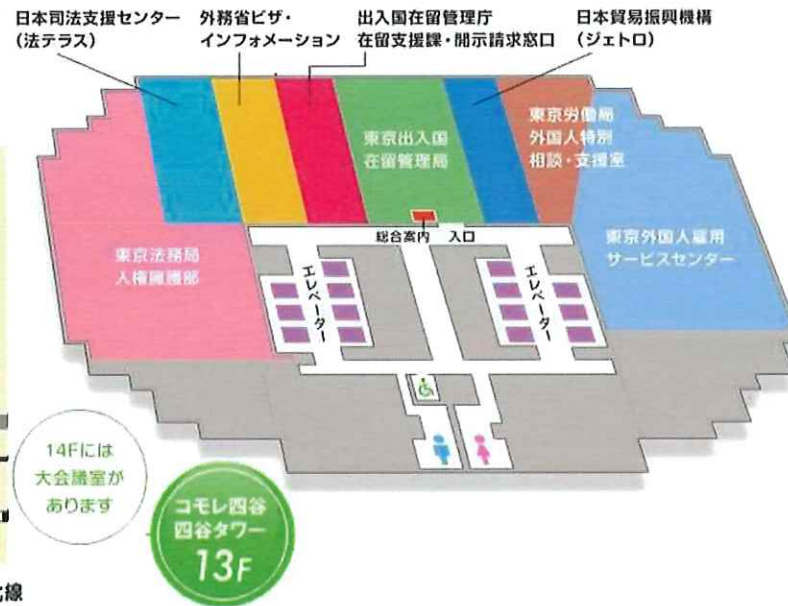 日本司法支援センター
(法テラス)
外務省ビザ・
インフォメーション
出入国在留管理庁
在留支援課・開示請求窓口
日本貿易振興機構
(ジェトロ)
東京出入国
在留管理局
東京労働局
外国人特別
相談・支援室
総合案内
入口
東京法務局
人権擁護部
エレベーター
エレベーター
東京外国人雇用
サービスセンター
14Fには
大会議室が
あります
コモレ四谷
四谷タワー
13F
線